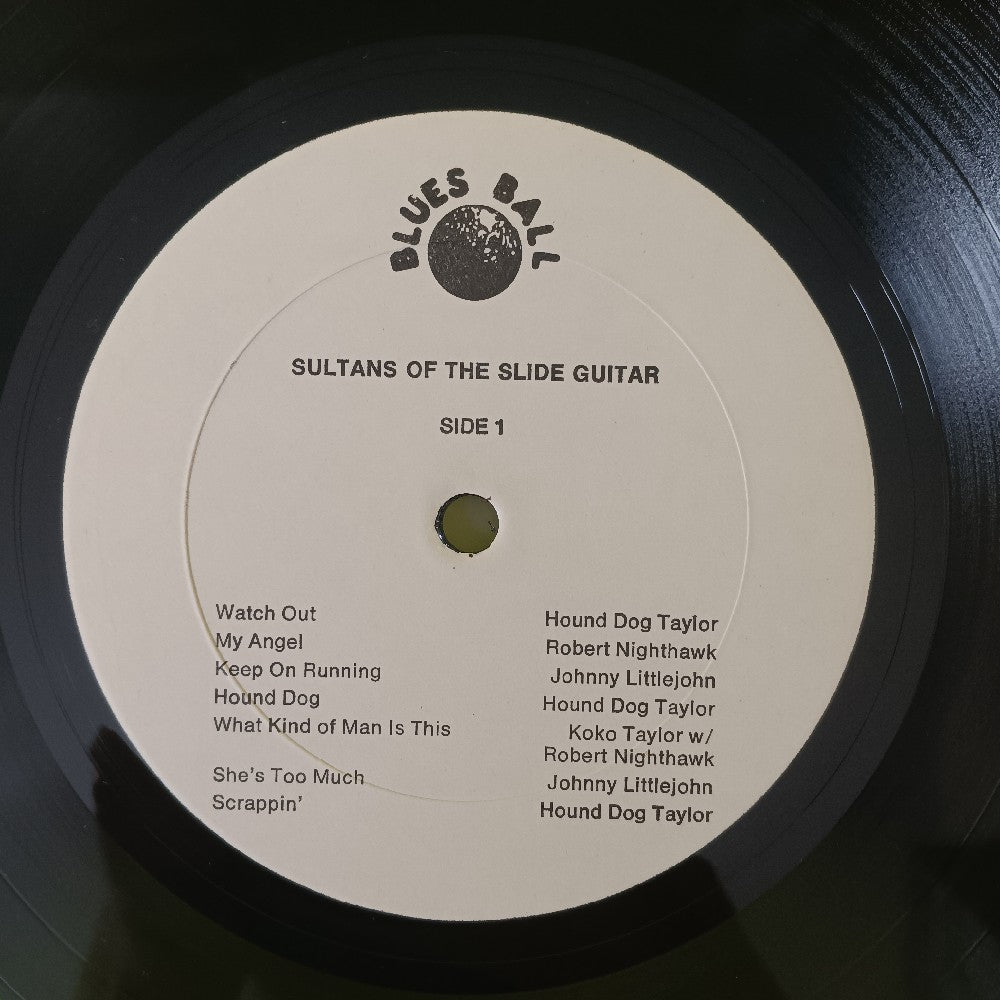 BLUES BALL
SULTANS OF THE SLIDE GUITAR
SIDE 1
Watch Out Hound Dog Taylor
My Angel Robert Nighthawk
Keep On Running Johnny Littlejohn
Hound Dog Hound Dog Taylor
What Kind of Man Is This Koko Taylor w/
Robert Nighthawk
She's Too Much Johnny Littlejohn
Scrappin' Hound Dog Taylor